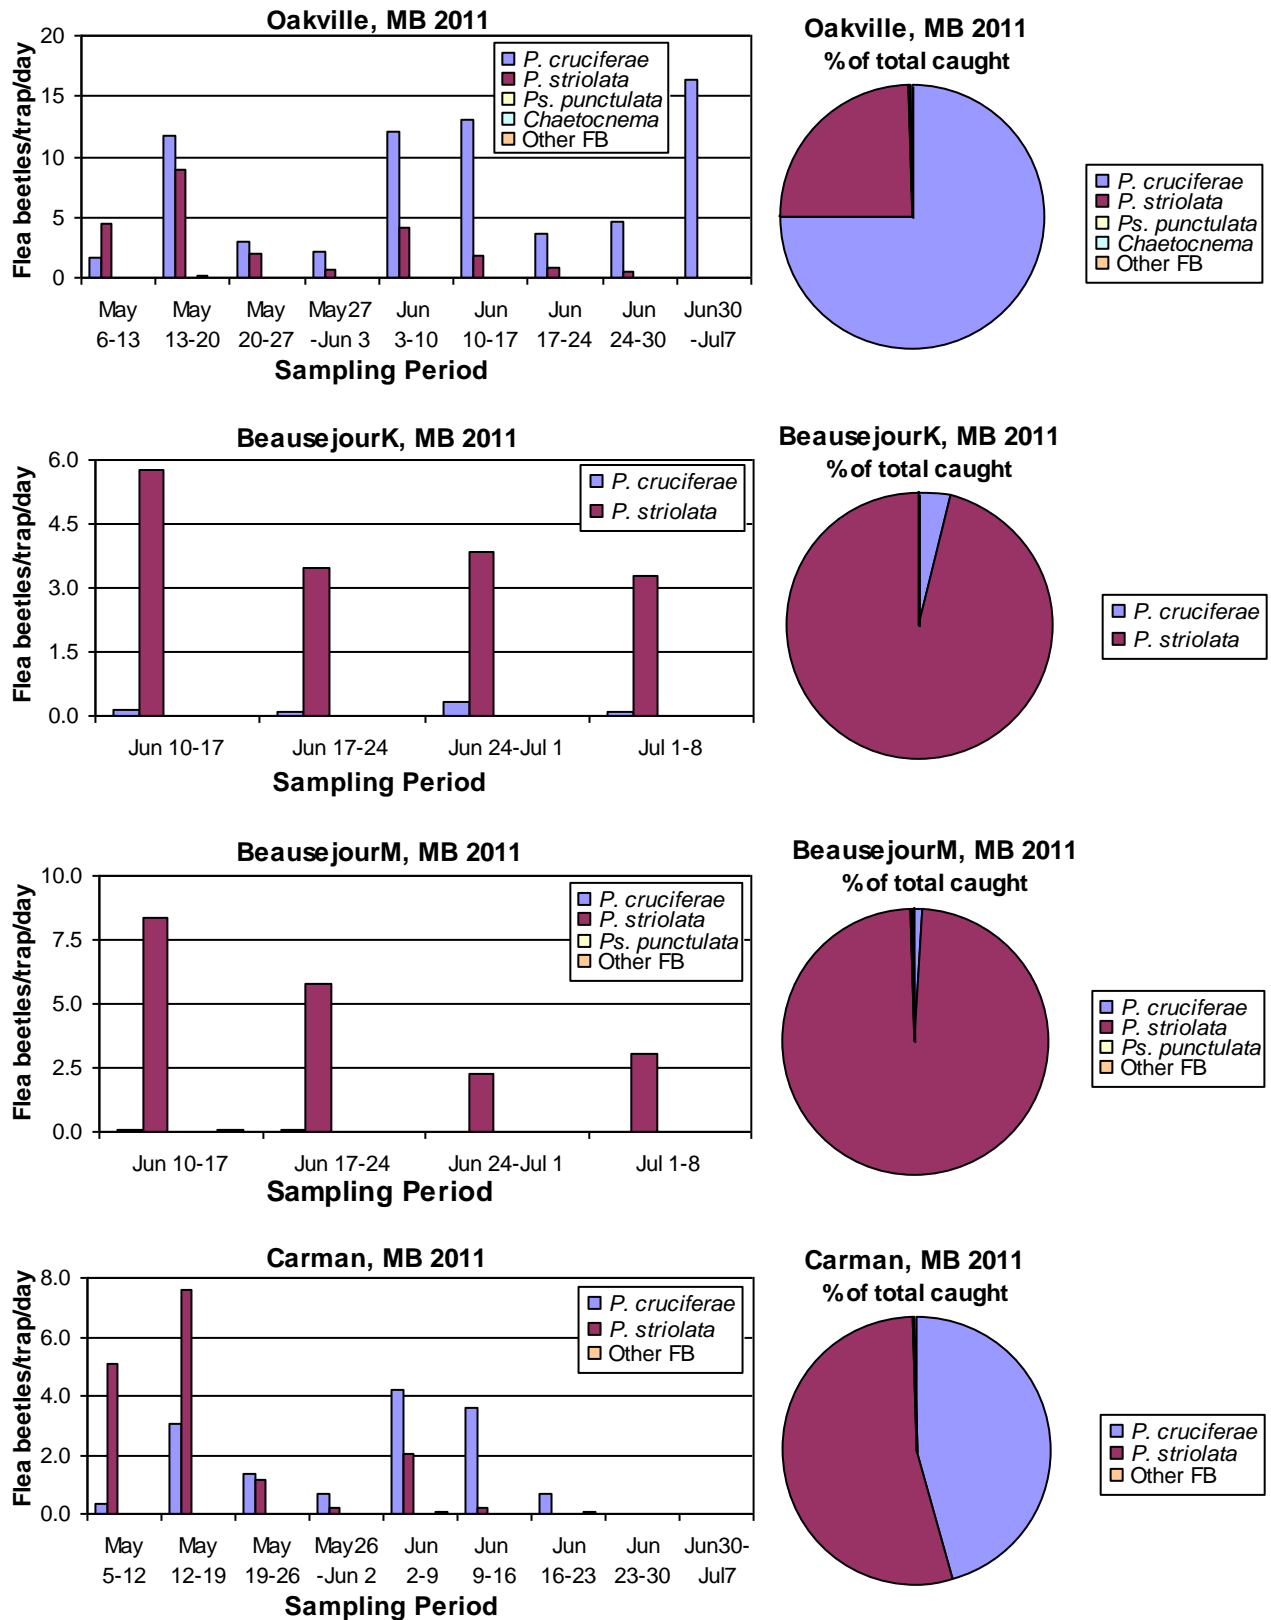 Oakville, MB 2011
Flea beetles/trap/day
20
15
10
5
0
P. cruciferae
P. striolata
Ps. punctulata
Chaetocnema
Other FB
May May May May27 Jun Jun Jun Jun Jun30
6-13 13-20 20-27 -Jun 3 3-10 10-17 17-24 24-30 -Jul7
Sampling Period
Oakville, MB 2011
% of total caught
P. cruciferae
P. striolata
Ps. punctulata
Chaetocnema
Other FB
BeausejourK, MB 2011
Flea beetles/trap/day
6.0
4.5
3.0
1.5
0.0
P. cruciferae
P. striolata
Jun 10-17 Jun 17-24 Jun 24-Jul 1 Jul 1-8
Sampling Period
BeausejourK, MB 2011
% of total caught
P. cruciferae
P. striolata
BeausejourM, MB 2011
Flea beetles/trap/day
10.0
7.5
5.0
2.5
0.0
P. cruciferae
P. striolata
Ps. punctulata
Other FB
Jun 10-17 Jun 17-24 Jun 24-Jul 1 Jul 1-8
Sampling Period
BeausejourM, MB 2011
% of total caught
P. cruciferae
P. striolata
Ps. punctulata
Other FB
Carman, MB 2011
Flea beetles/trap/day
8.0
6.0
4.0
2.0
0.0
P. cruciferae
P. striolata
Other FB
May May May May26 Jun Jun Jun Jun Jun30-
5-12 12-19 19-26 -Jun 2 2-9 9-16 16-23 23-30 Jul7
Sampling Period
Carman, MB 2011
% of total caught
P. cruciferae
P. striolata
Other FB